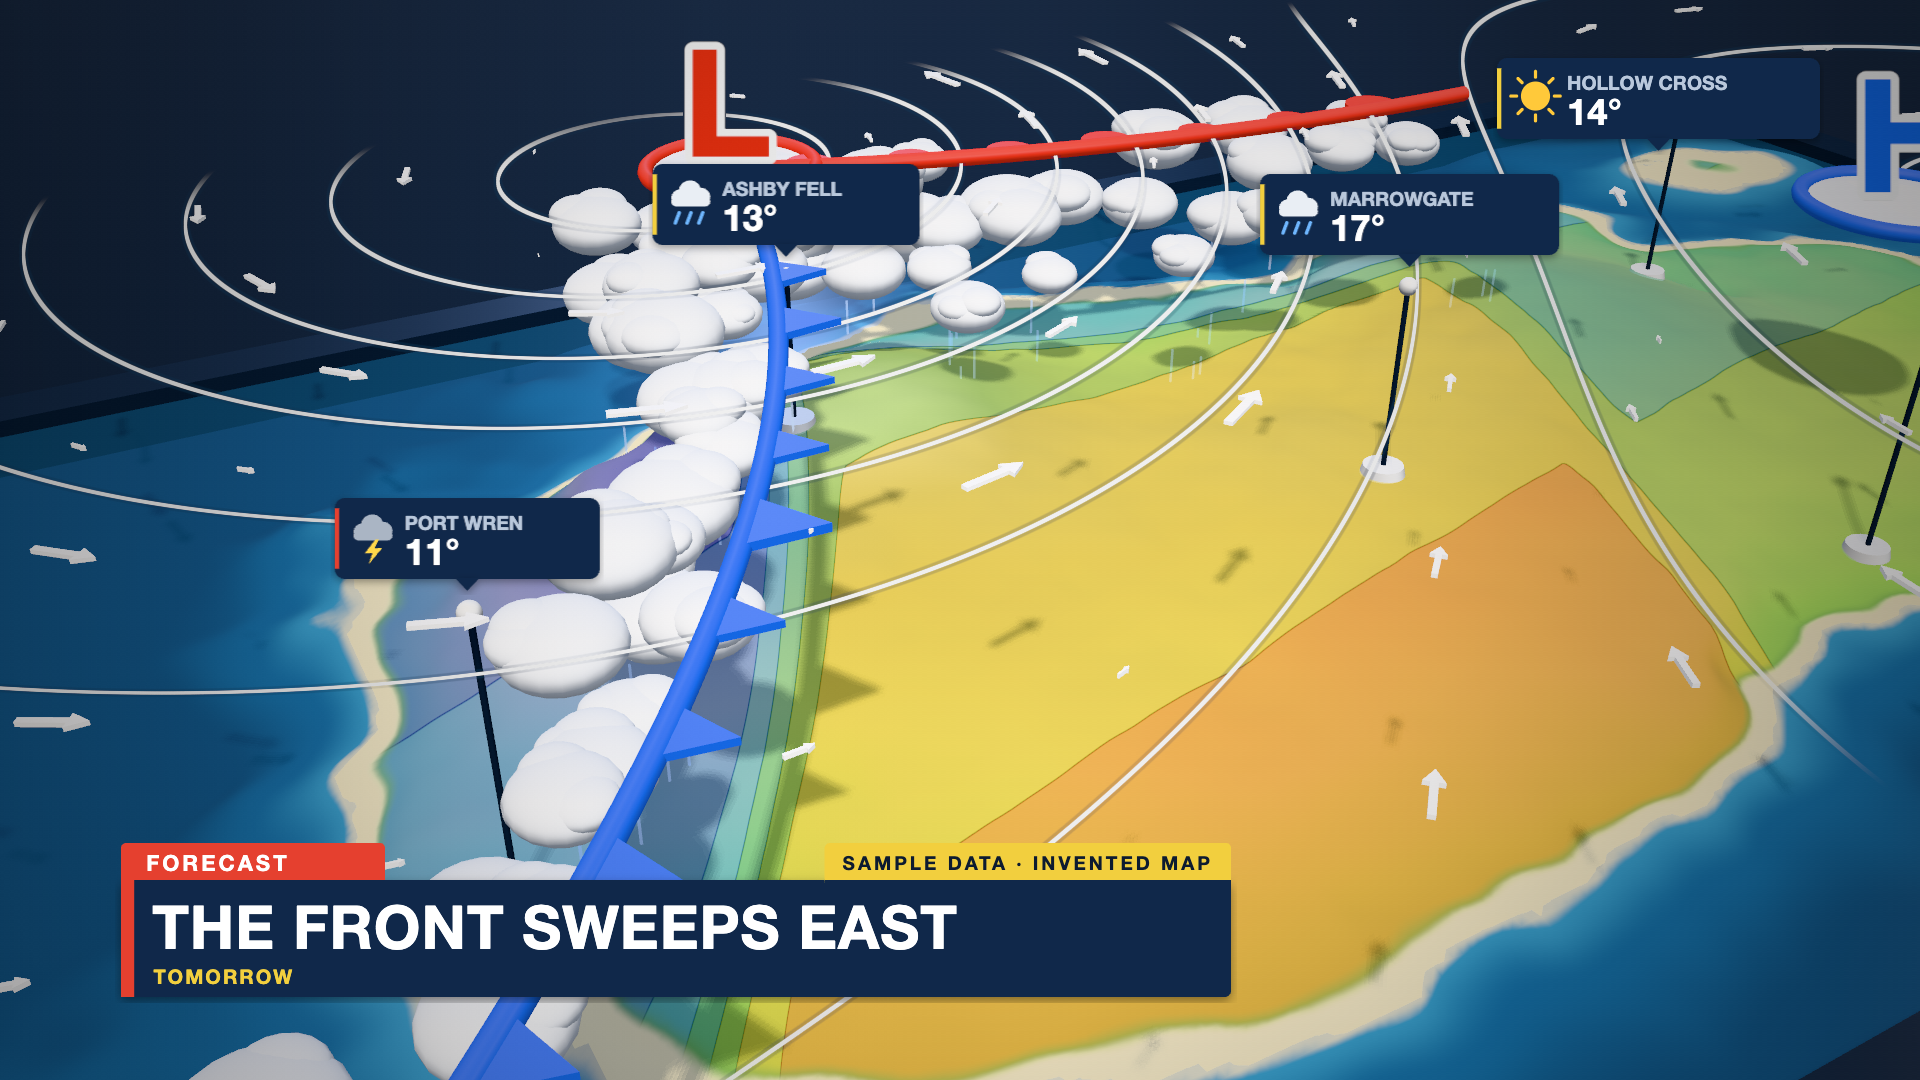 L
HOLLOW CROSS
14°
H
ASHBY FELL
13°
MARROWGATE
17°
PORT WREN
11°
FORECAST
SAMPLE DATA · INVENTED MAP
THE FRONT SWEEPS EAST
TOMORROW